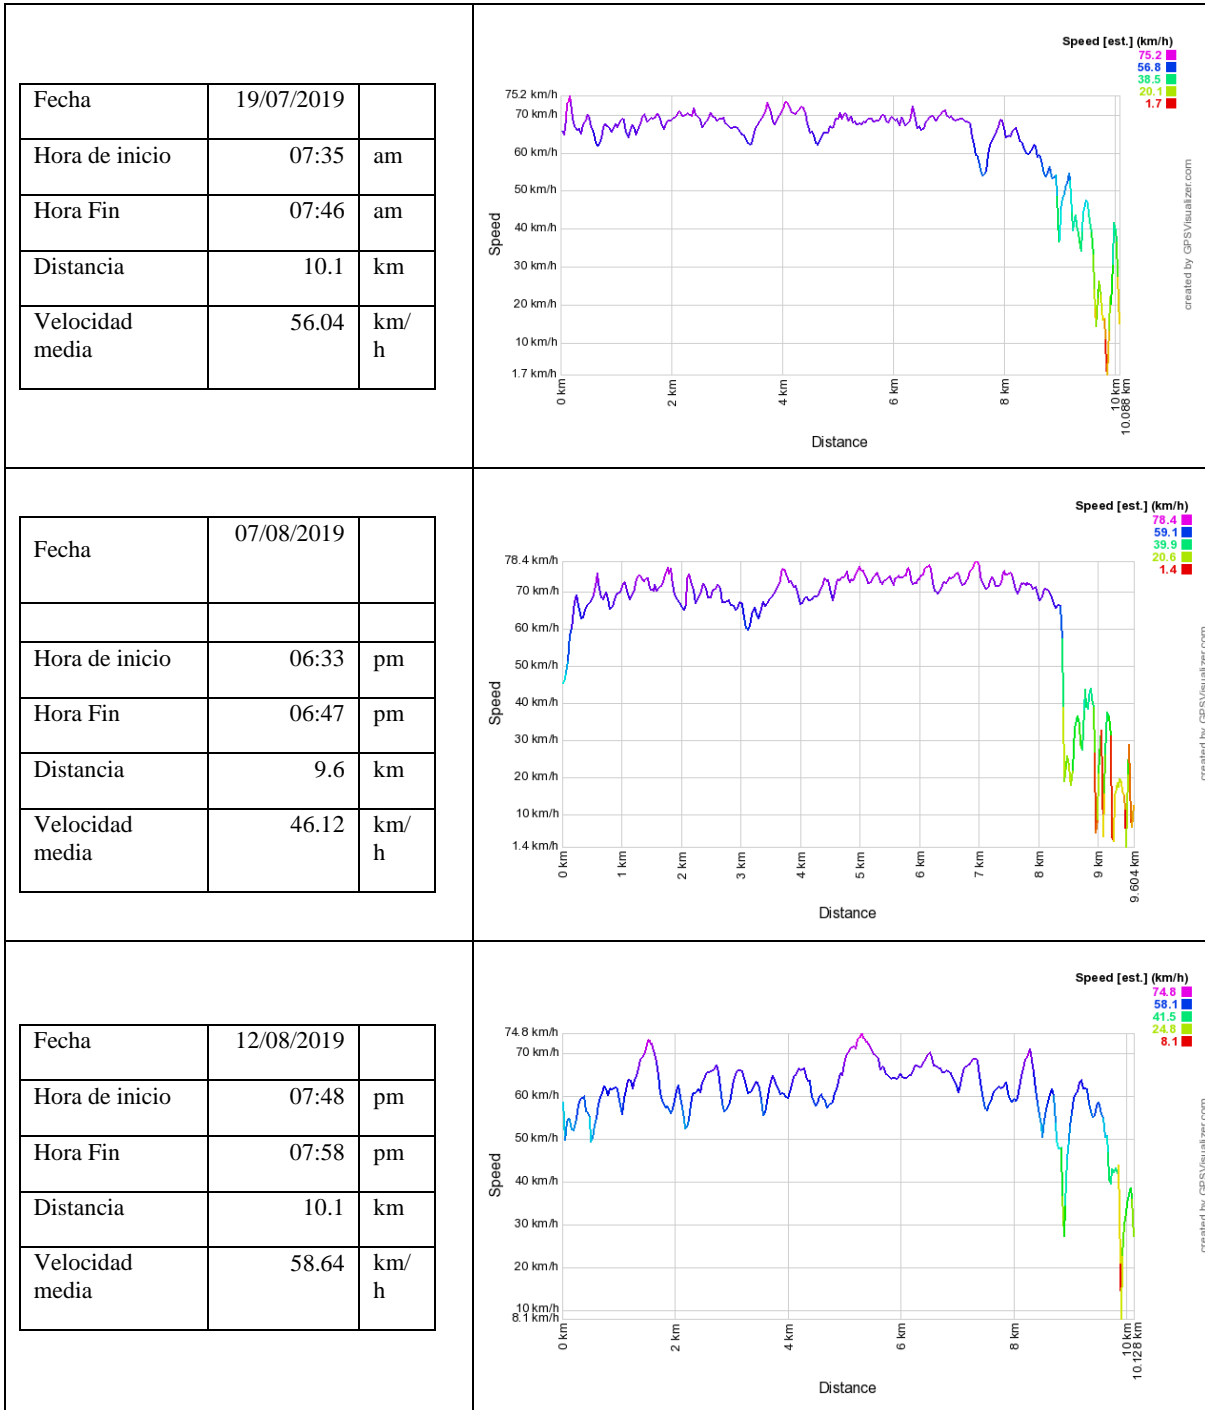 Fecha 19/07/2019
Hora de inicio 07:35 am
Hora Fin 07:46 am
Distancia 10.1 km
Velocidad 56.04 km/
media h
Speed [est.] (km/h)
75.2
56.8
38.5
20.1
1.7
75.2 km/h
70 km/h
60 km/h
50 km/h
40 km/h
30 km/h
20 km/h
10 km/h
1.7 km/h
Speed
0 km
2 km
4 km
6 km
8 km
10 km
10.088 km
Distance
created by GPSVisualizer.com
Fecha 07/08/2019
Hora de inicio 06:33 pm
Hora Fin 06:47 pm
Distancia 9.6 km
Velocidad 46.12 km/
media h
Speed [est.] (km/h)
78.4
59.1
39.9
20.6
1.4
78.4 km/h
70 km/h
60 km/h
50 km/h
40 km/h
30 km/h
20 km/h
10 km/h
1.4 km/h
Speed
0 km
1 km
2 km
3 km
4 km
5 km
6 km
7 km
8 km
9 km
9.604 km
Distance
created by GPSVisualizer.com
Fecha 12/08/2019
Hora de inicio 07:48 pm
Hora Fin 07:58 pm
Distancia 10.1 km
Velocidad 58.64 km/
media h
Speed [est.] (km/h)
74.8
58.1
41.5
24.8
8.1
74.8 km/h
70 km/h
60 km/h
50 km/h
40 km/h
30 km/h
20 km/h
10 km/h
8.1 km/h
Speed
0 km
2 km
4 km
6 km
8 km
10 km
10.128 km
Distance
created by GPSVisualizer.com